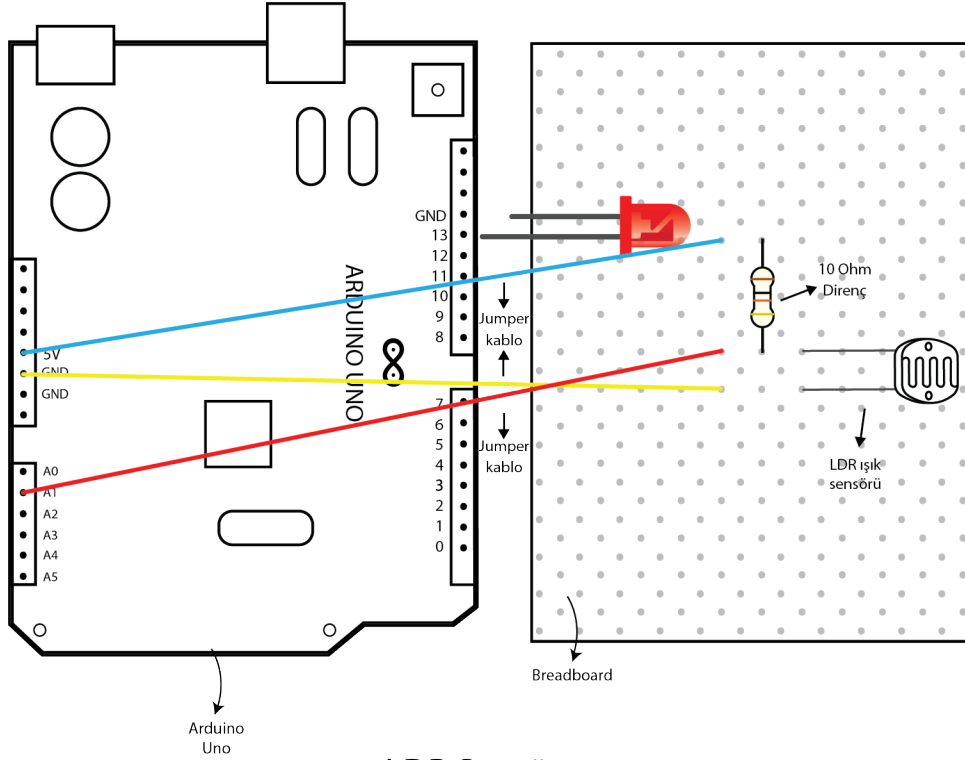 GND
13
12
11
10
9
8
7
6
5
4
3
2
1
0
5V
GND
GND
A0
A1
A2
A3
A4
A5
ARDUINO UNO
Jumper
kablo
Jumper
kablo
10 Ohm
Direnç
LDR ışık
sensörü
Breadboard
Arduino
Uno